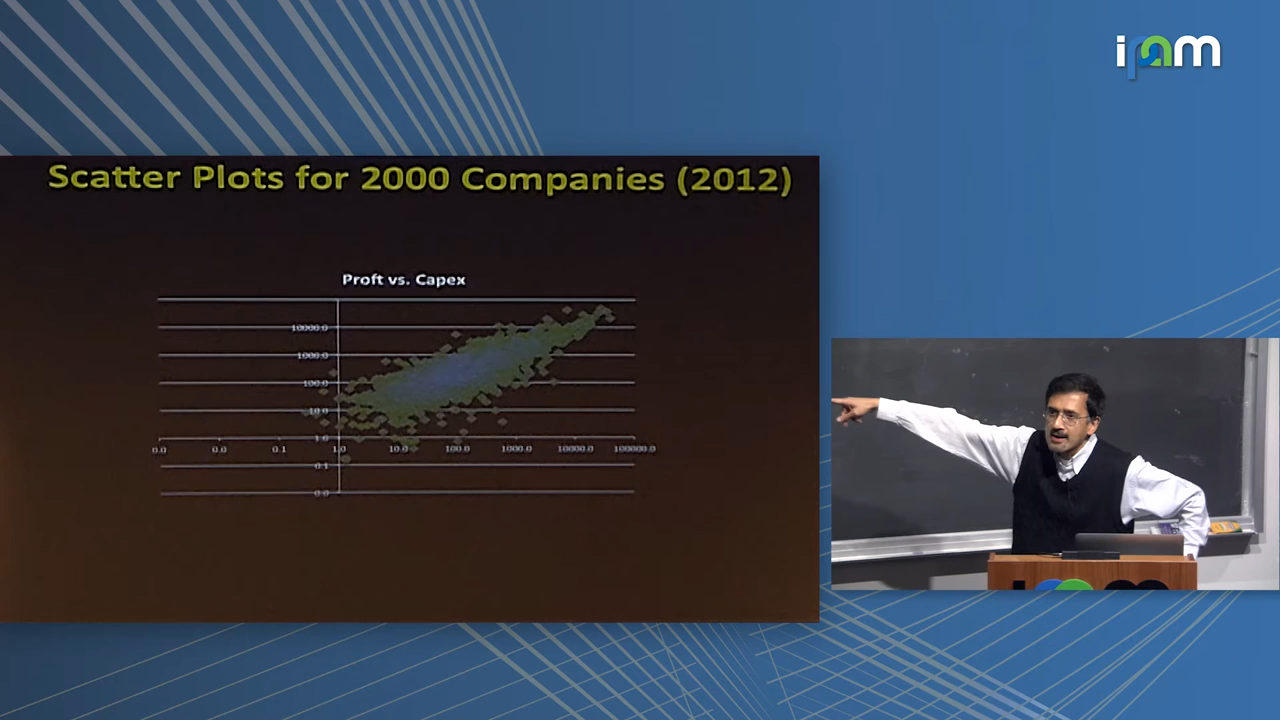 ipam
Scatter Plots for 2000 Companies (2012)
Proft vs. Capex
10000.0
1000.0
100.0
10.0
1.0
0.0 0.0 0.1 1.0 10.0 100.0 1000.0 10000.0 100000.0
0.1
0.0
ipam